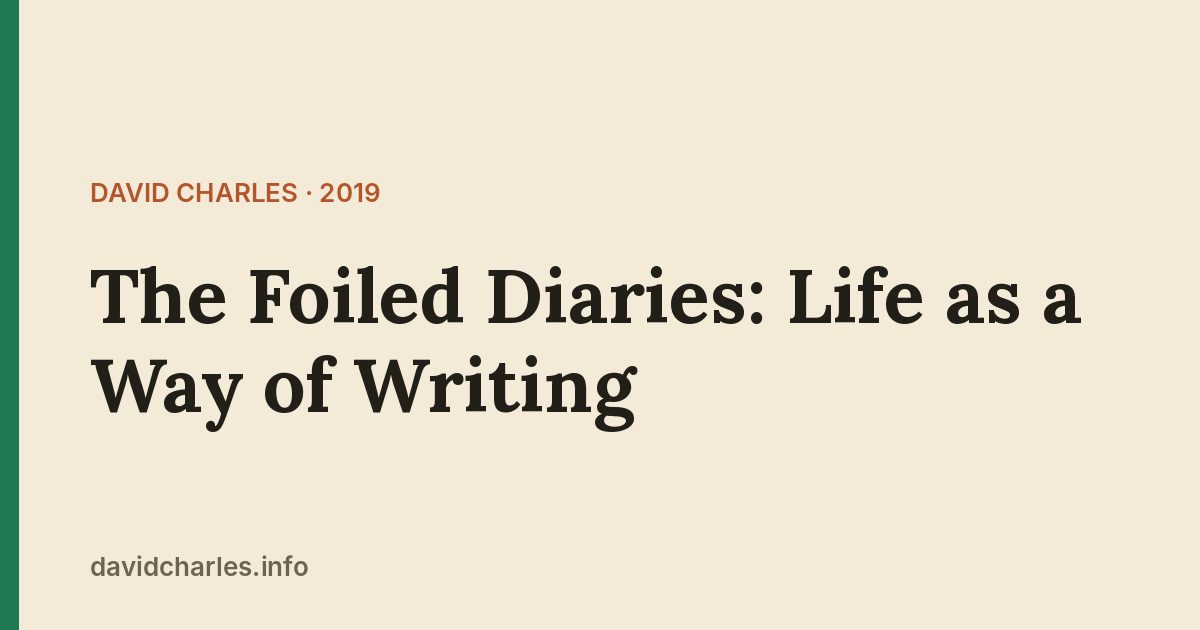 DAVID CHARLES · 2019
The Foiled Diaries: Life as a
Way of Writing
davidcharles.info